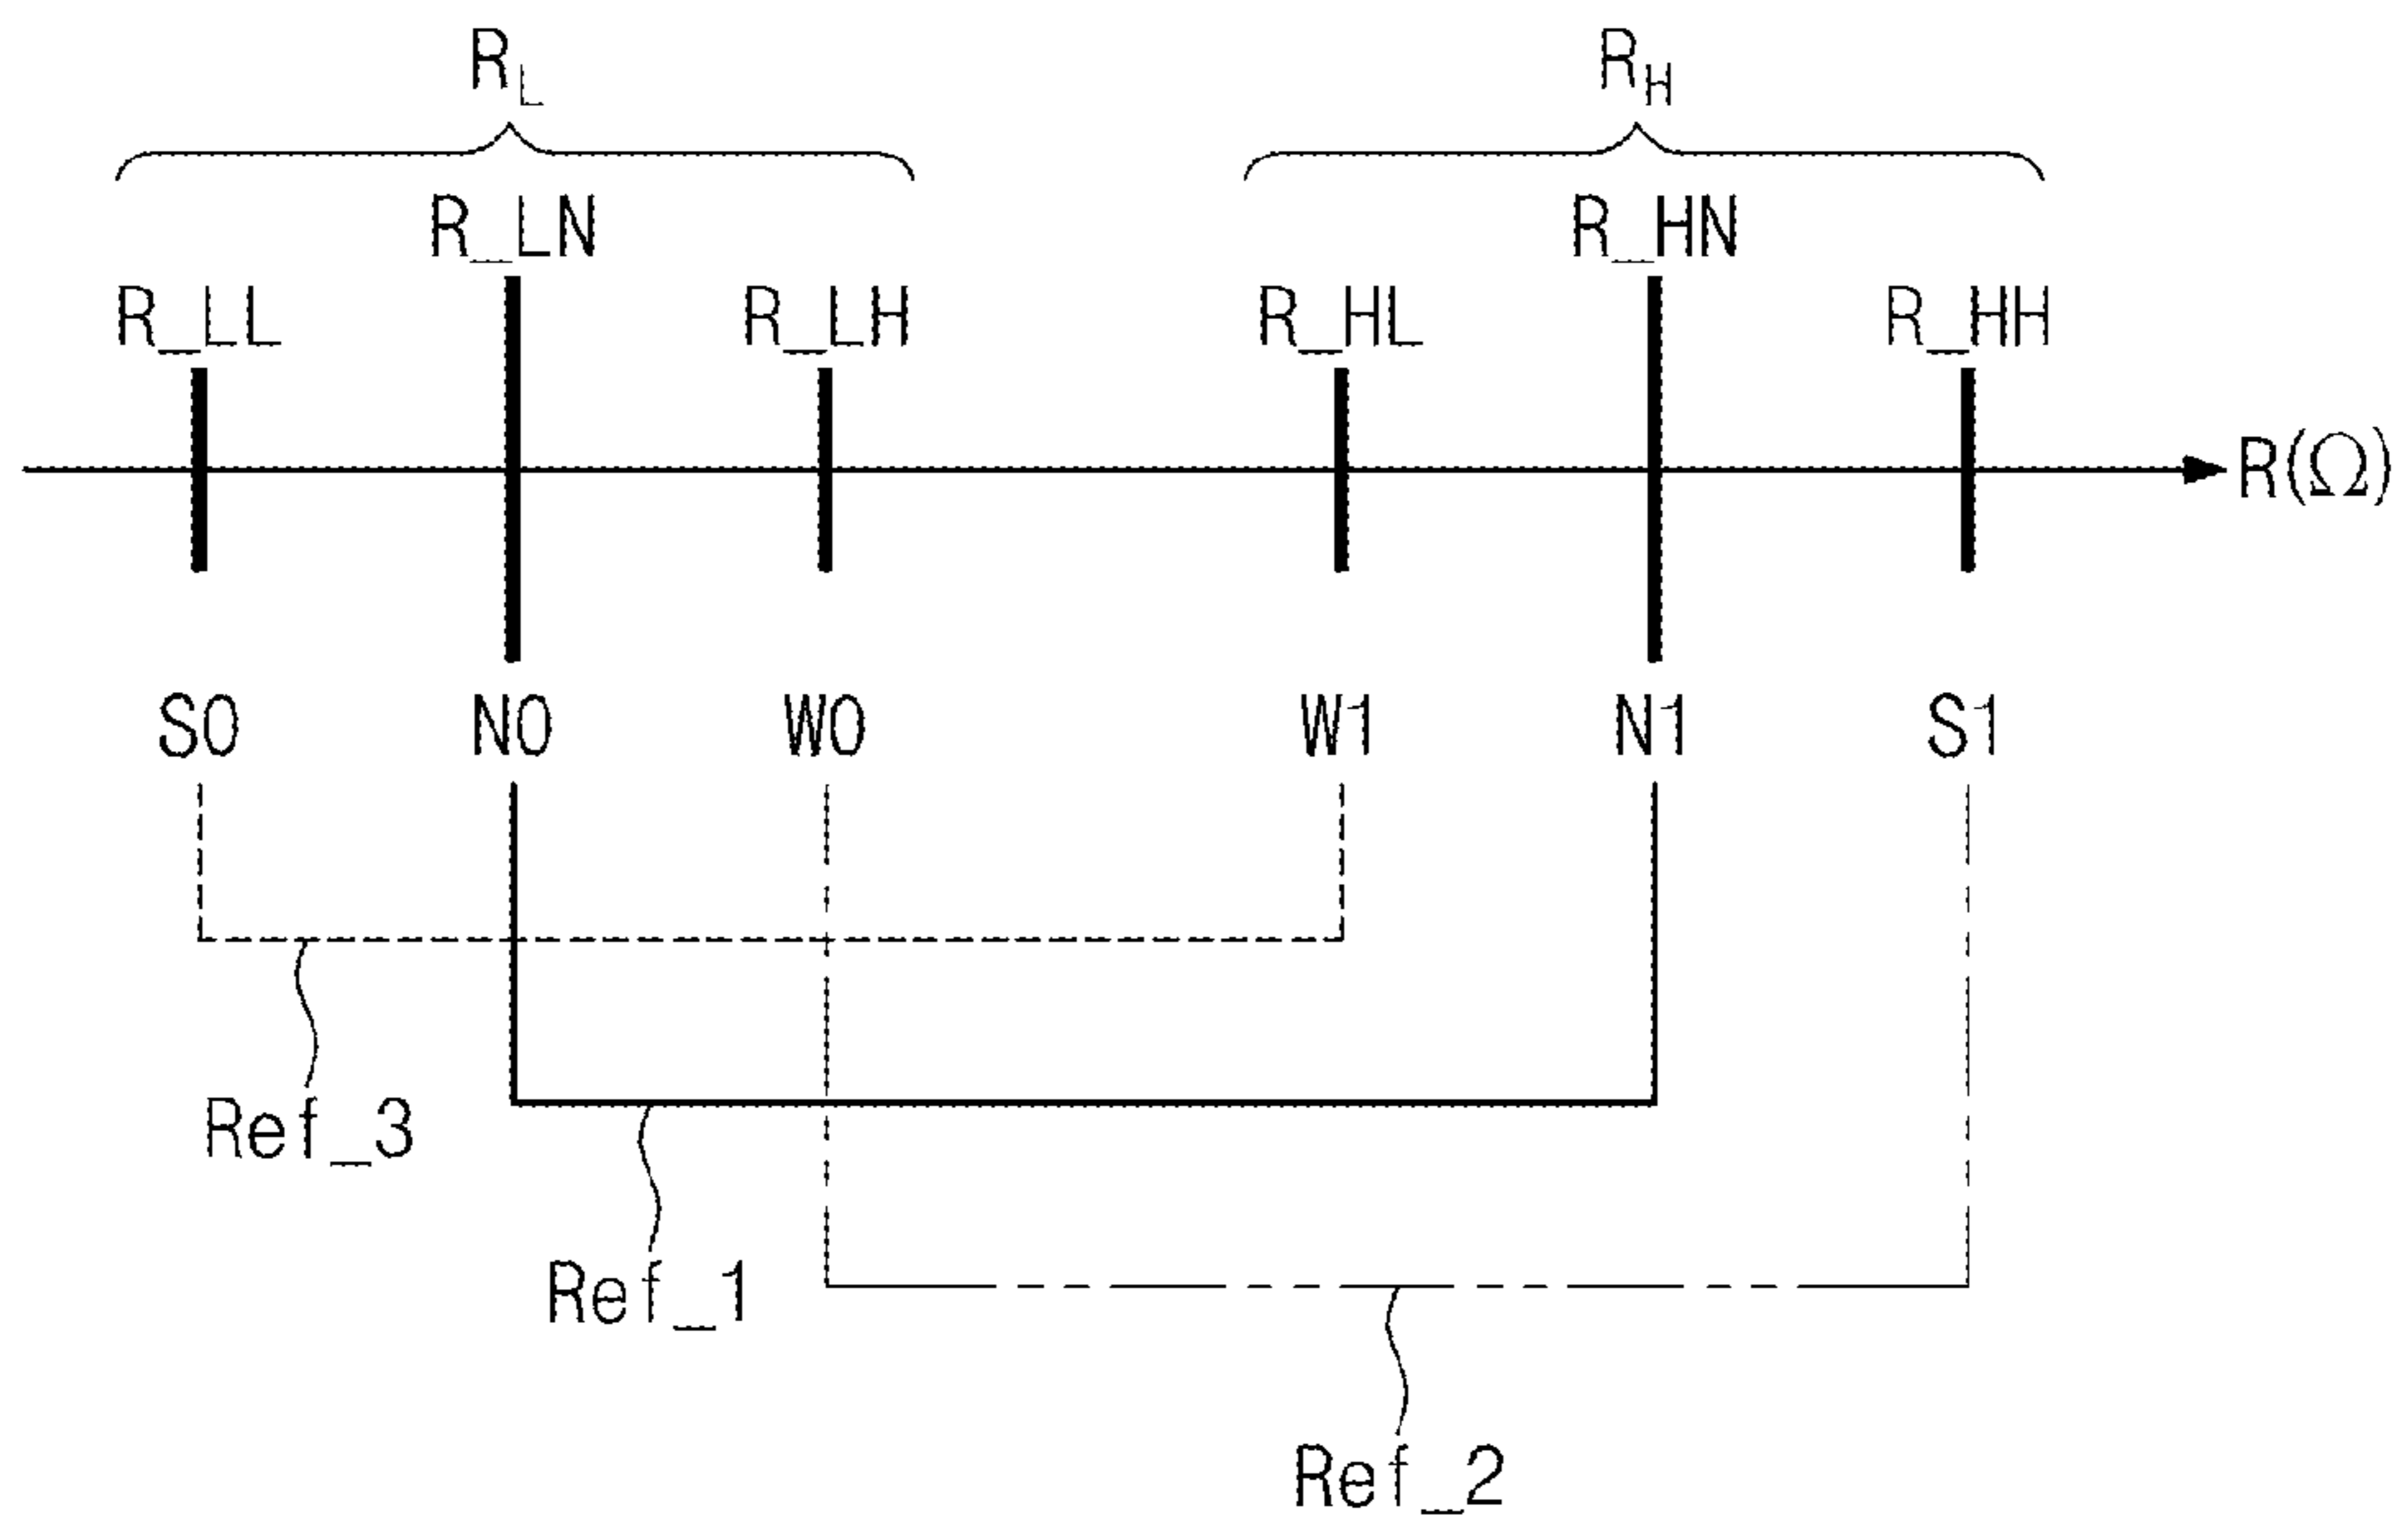 R_L R_H
R_LN R_HN
R_LL R_LH R_HL R_HH
R(Ω)
S0 N0 W0 W1 N1 S1
Ref_3
Ref_1
Ref_2